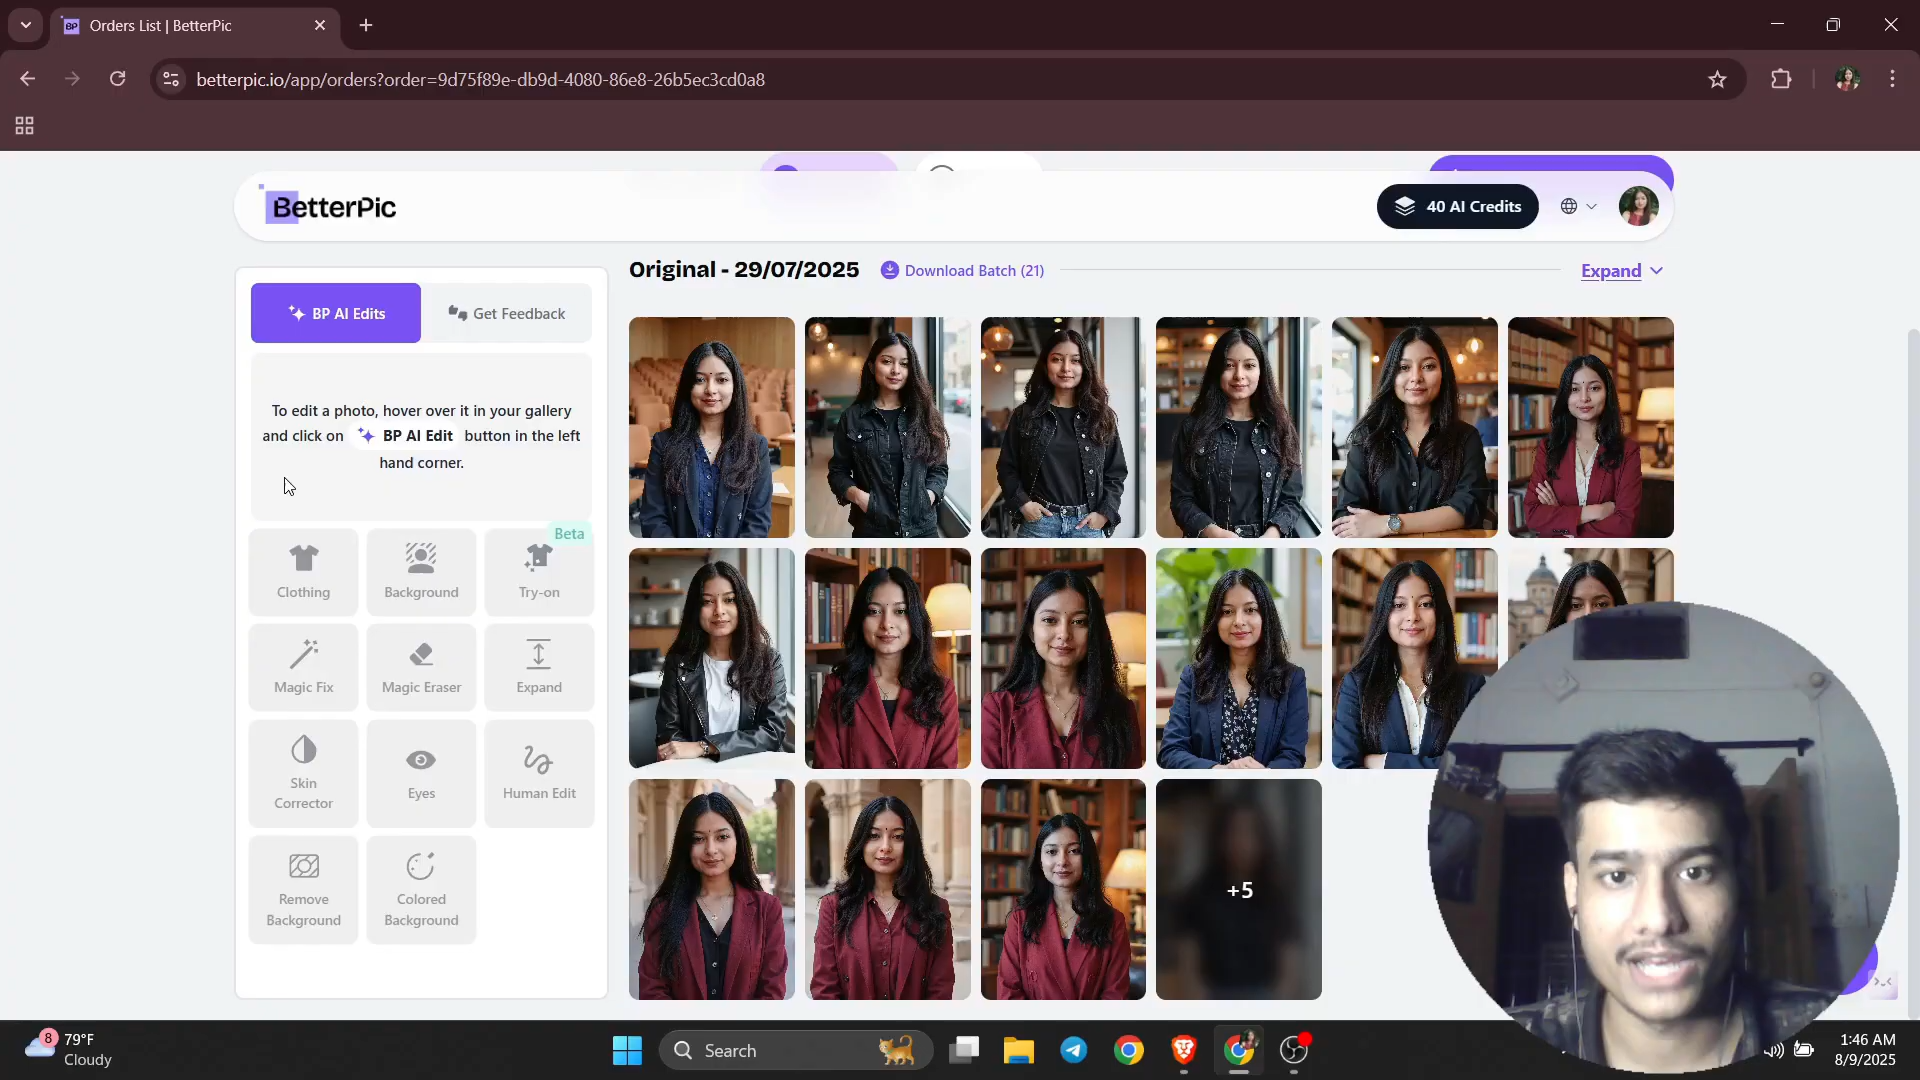 Orders List | BetterPic
betterpic.io/app/orders?order=9d75f89e-db9d-4080-86e8-26b5ec3cd0a8
BetterPic
40 AI Credits
BP AI Edits
Get Feedback
To edit a photo, hover over it in your gallery
and click on BP AI Edit button in the left
hand corner.
Beta
Clothing
Background
Try-on
Magic Fix
Magic Eraser
Expand
Skin
Corrector
Eyes
Human Edit
Remove
Background
Colored
Background
Original - 29/07/2025
Download Batch (21)
Expand
+5
8
79°F
Cloudy
Search
1:46 AM
8/9/2025